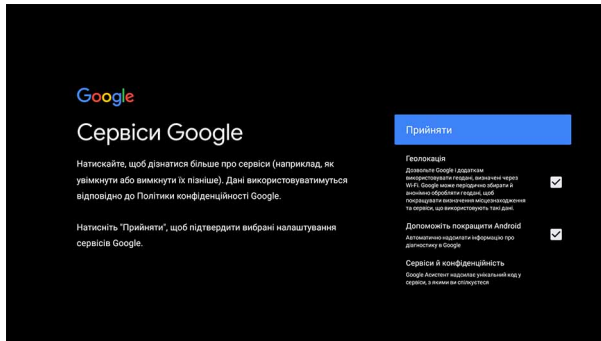 Google
Сервіси Google
Натискайте, щоб дізнатися більше про сервіси (наприклад, як
увімкнути або вимкнути їх пізніше). Дані використовуватимуться
відповідно до Політики конфіденційності Google.
Натисніть "Прийняти", щоб підтвердити вибрані налаштування
сервісів Google.
Прийняти
Геолокація
Дозвольте Google і додаткам
використовувати геодані, визначені через
Wi-Fi. Google може періодично збирати й
анонімно обробляти геодані, щоб
покращувати визначення місцезнаходження
та сервіси, що використовують такі дані.
Допоможіть покращити Android
Автоматично надсилати інформацію про
діагностику в Google
Сервіси й конфіденційність
Google Асистент надсилає унікальний код у
сервіси, з якими ви спілкуєтеся